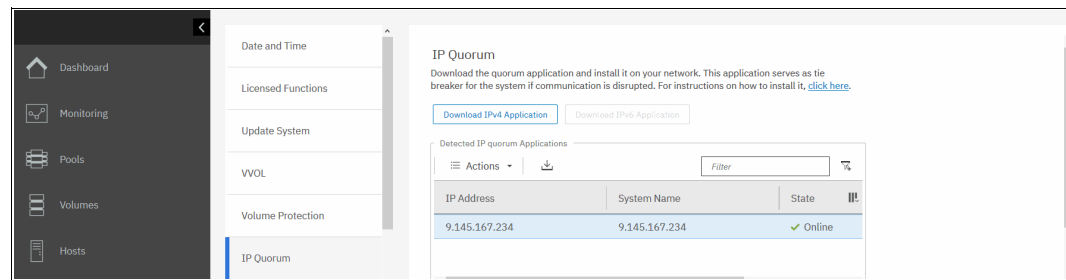 Dashboard
Monitoring
Pools
Volumes
Hosts
Date and Time
Licensed Functions
Update System
VVOL
Volume Protection
IP Quorum
IP Quorum
Download the quorum application and install it on your network. This application serves as tie
breaker for the system if communication is disrupted. For instructions on how to install it, click here.
Download IPv4 Application Download IPv6 Application
Detected IP quorum Applications
Actions Filter
IP Address System Name State
9.145.167.234 9.145.167.234 Online